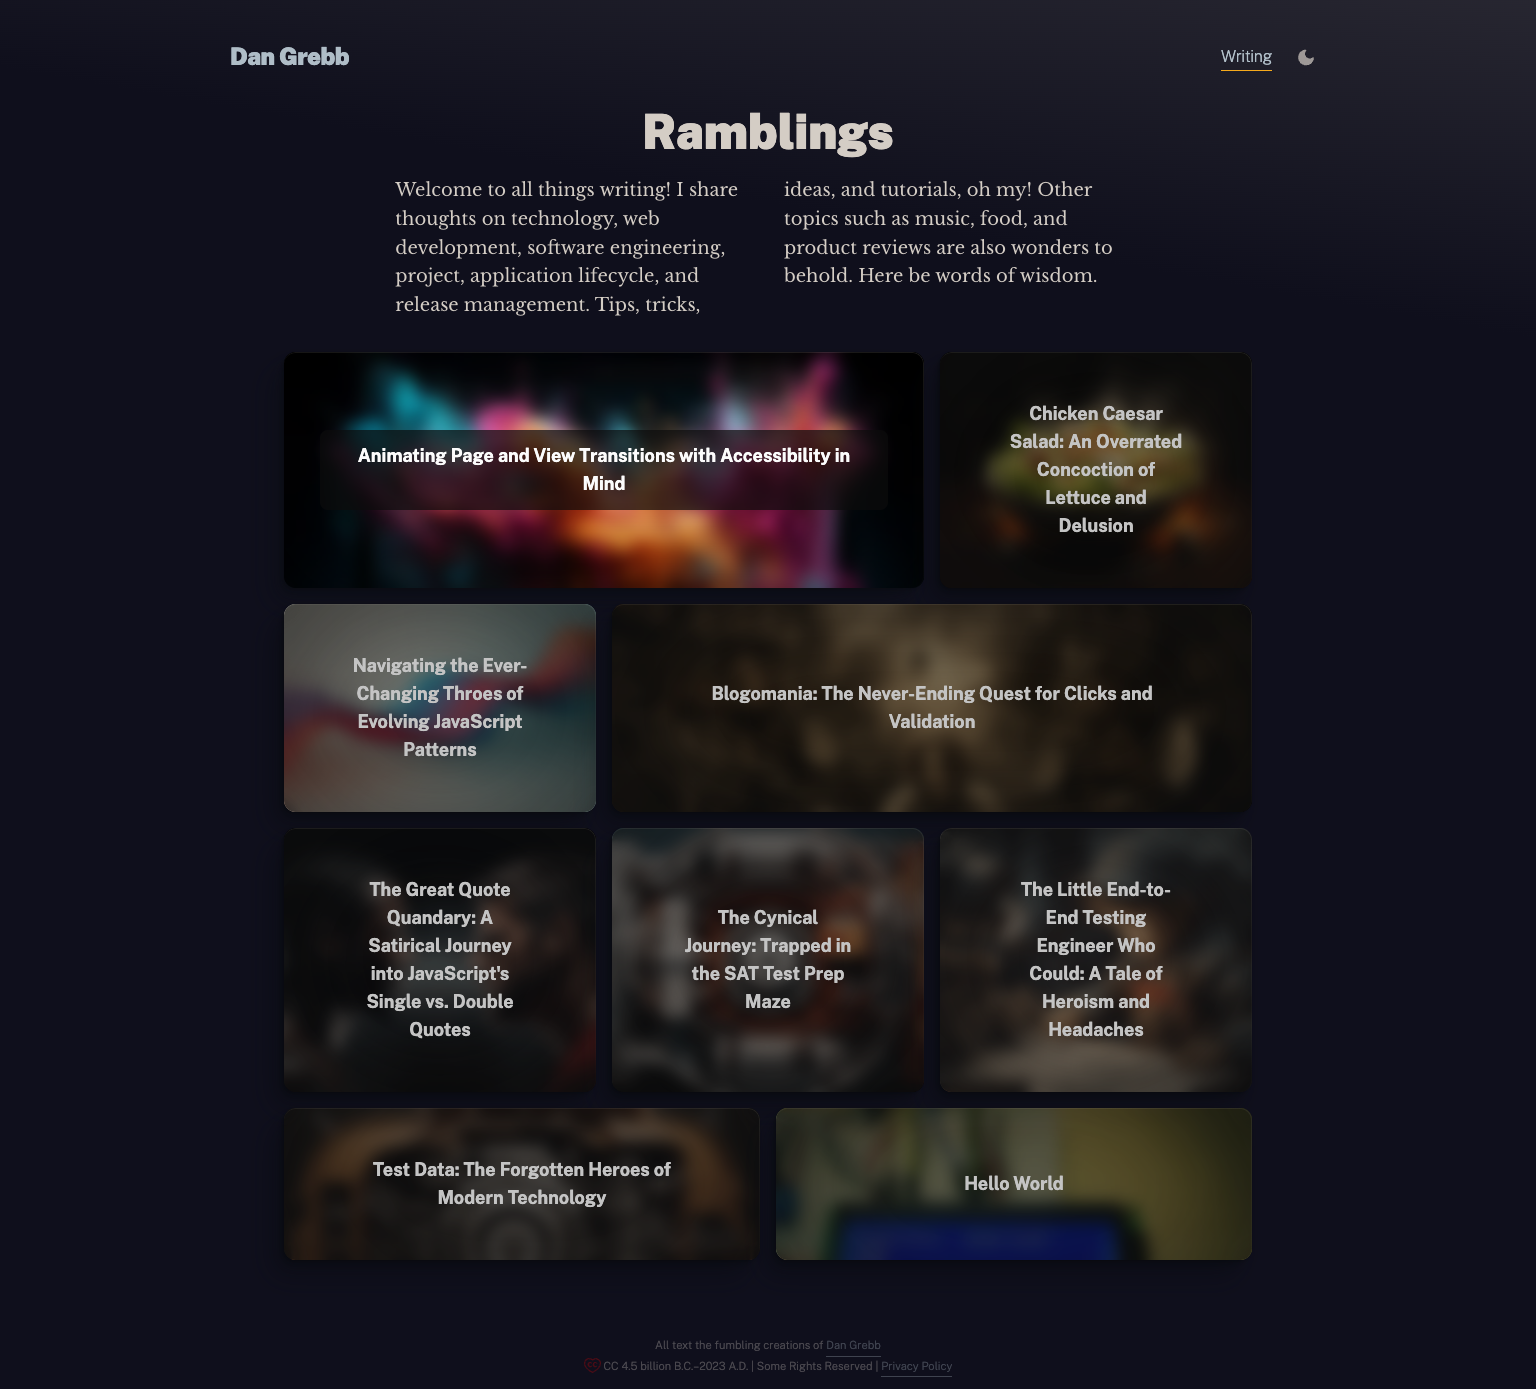 Dan Grebb
Writing
Ramblings
Welcome to all things writing! I share
thoughts on technology, web
development, software engineering,
project, application lifecycle, and
release management. Tips, tricks,
ideas, and tutorials, oh my! Other
topics such as music, food, and
product reviews are also wonders to
behold. Here be words of wisdom.
Animating Page and View Transitions with Accessibility in
Mind
Chicken Caesar
Salad: An Overrated
Concoction of
Lettuce and
Delusion
Navigating the Ever-
Changing Throes of
Evolving JavaScript
Patterns
Blogomania: The Never-Ending Quest for Clicks and
Validation
The Great Quote
Quandary: A
Satirical Journey
into JavaScript's
Single vs. Double
Quotes
The Cynical
Journey: Trapped in
the SAT Test Prep
Maze
The Little End-to-
End Testing
Engineer Who
Could: A Tale of
Heroism and
Headaches
Test Data: The Forgotten Heroes of
Modern Technology
Hello World
All text the fumbling creations of Dan Grebb
CC 4.5 billion B.C.–2023 A.D. | Some Rights Reserved | Privacy Policy